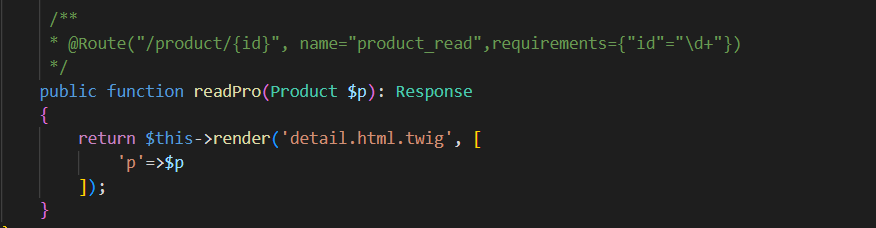 /**
* @Route("/product/{id}", name="product_read",requirements={"id"="\d+"})
*/
public function readPro(Product $p): Response
{
return $this->render('detail.html.twig', [
'p'=>$p
]);
}